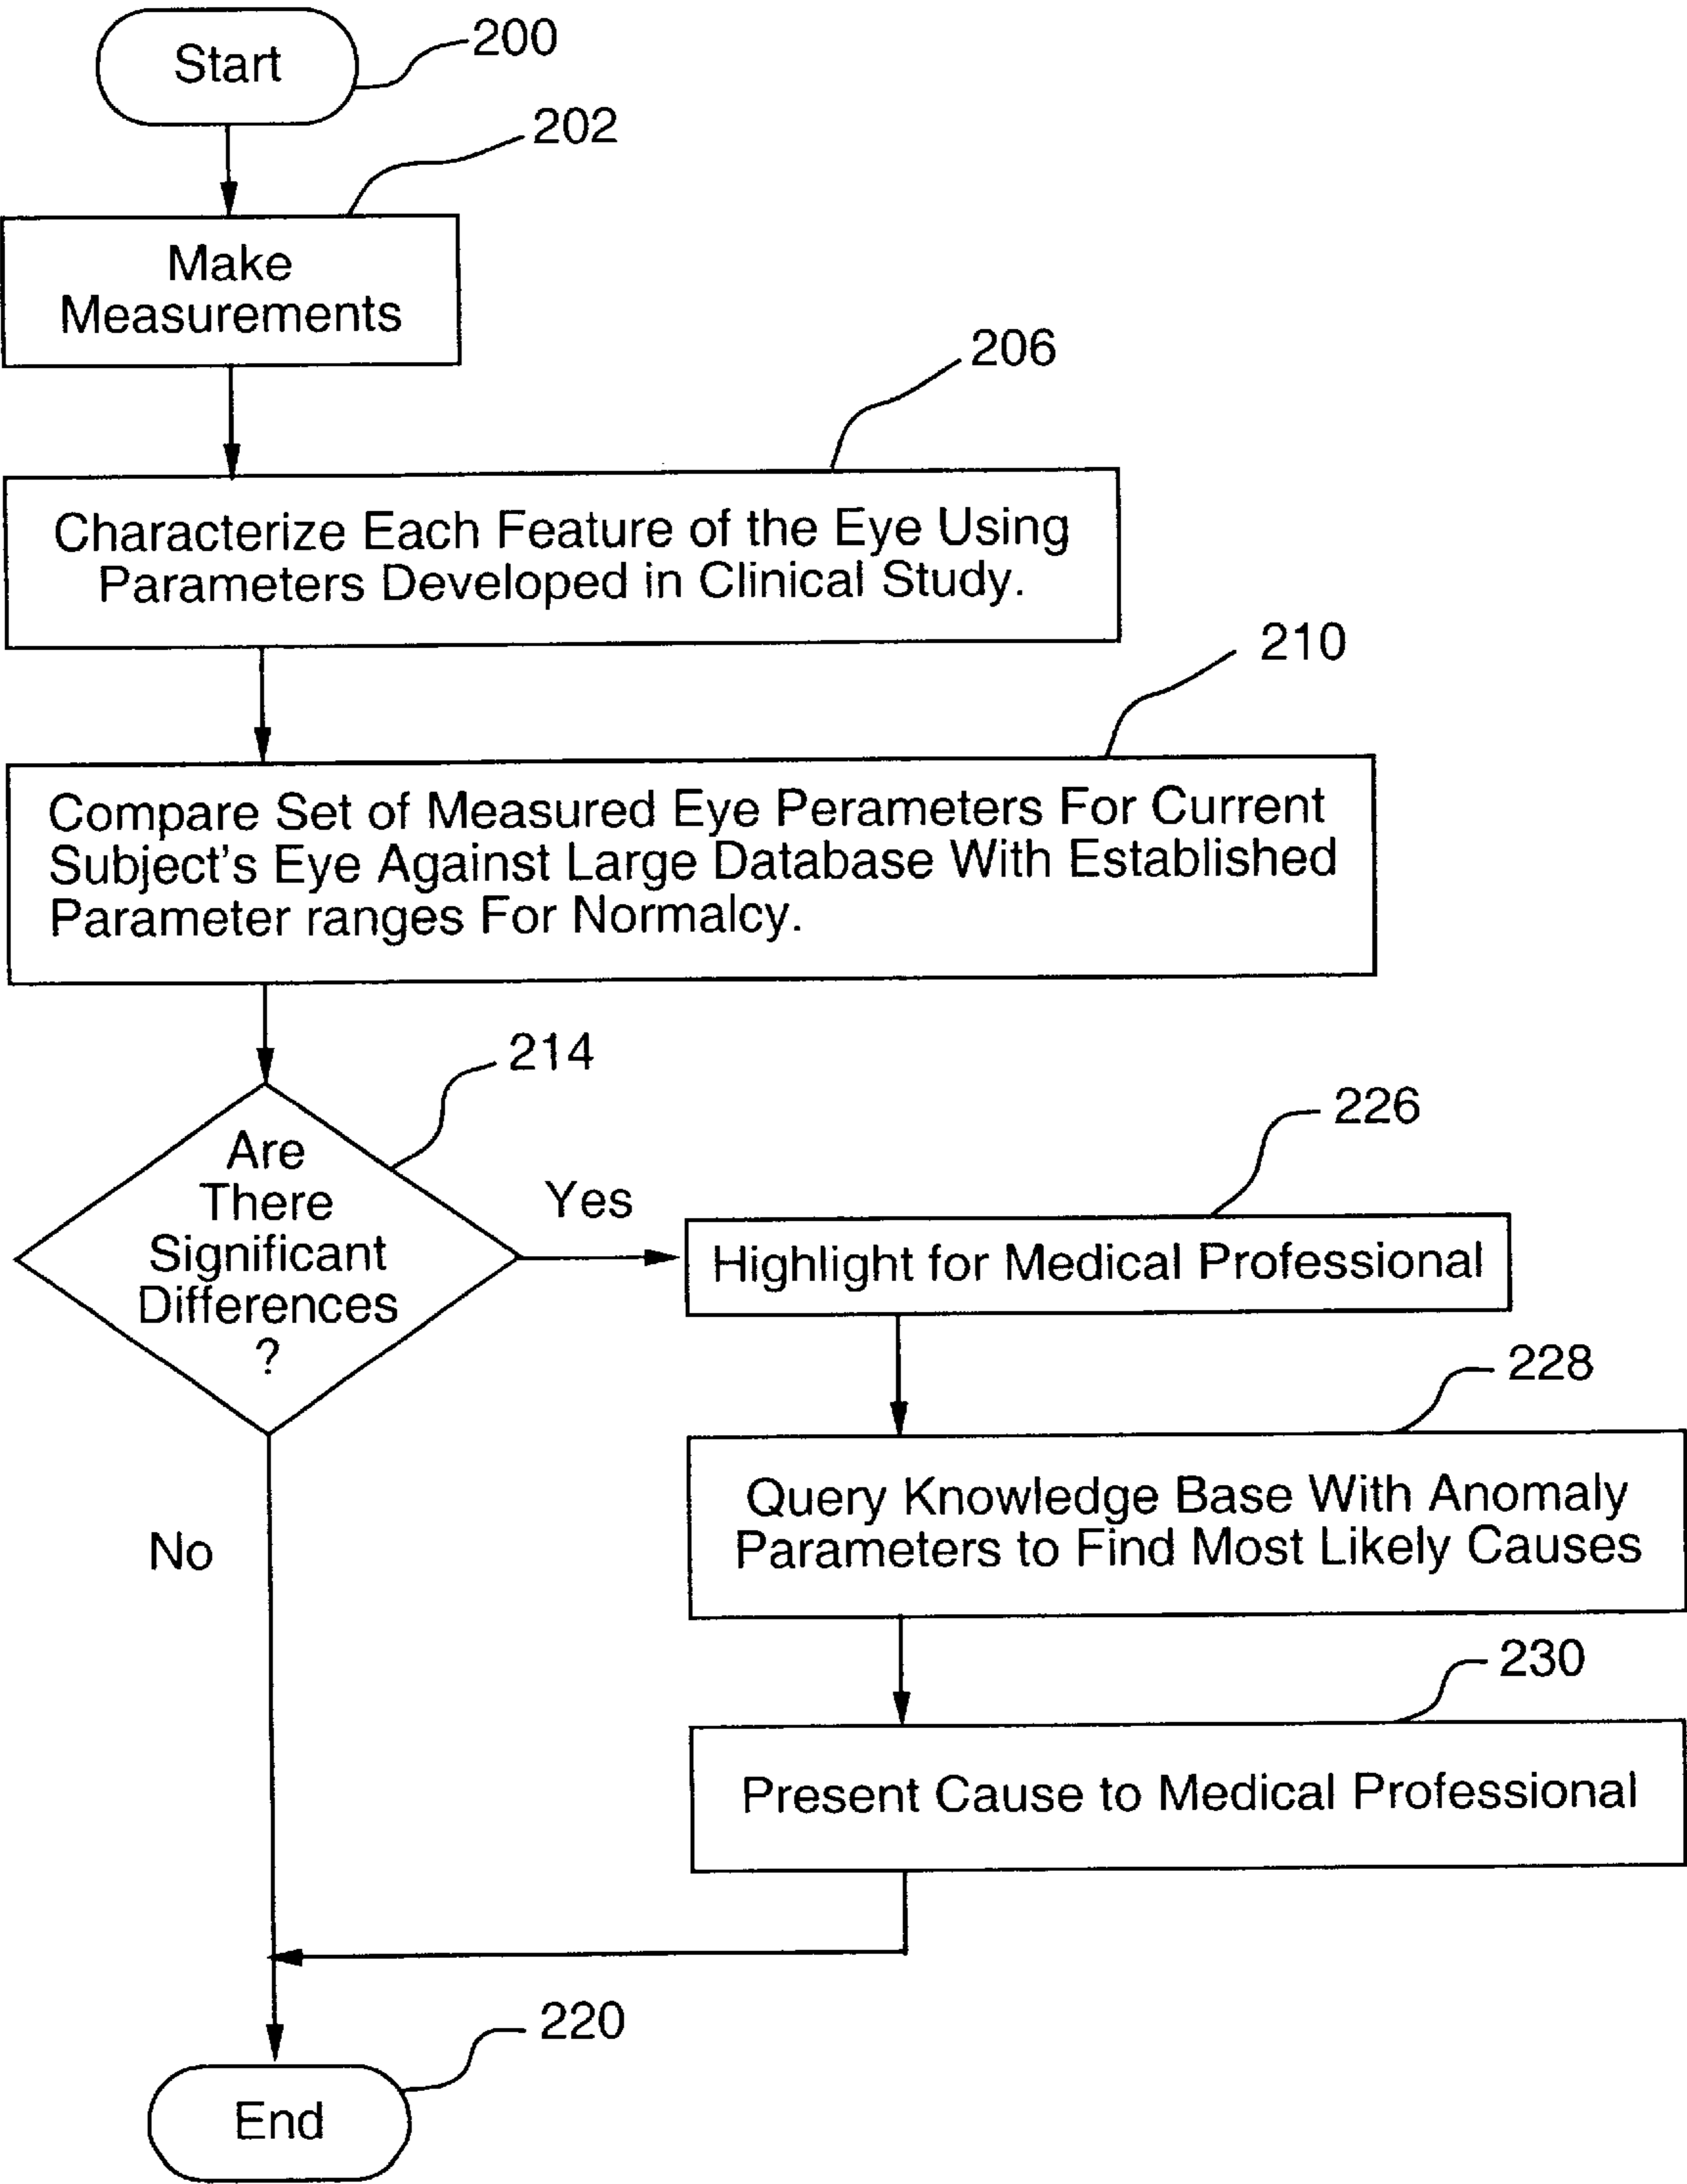 Start
200
202
Make
Measurements
206
Characterize Each Feature of the Eye Using
Parameters Developed in Clinical Study.
210
Compare Set of Measured Eye Perameters For Current
Subject's Eye Against Large Database With Established
Parameter ranges For Normalcy.
214
Are
There
Significant
Differences
?
Yes
226
Highlight for Medical Professional
228
Query Knowledge Base With Anomaly
Parameters to Find Most Likely Causes
No
230
Present Cause to Medical Professional
220
End